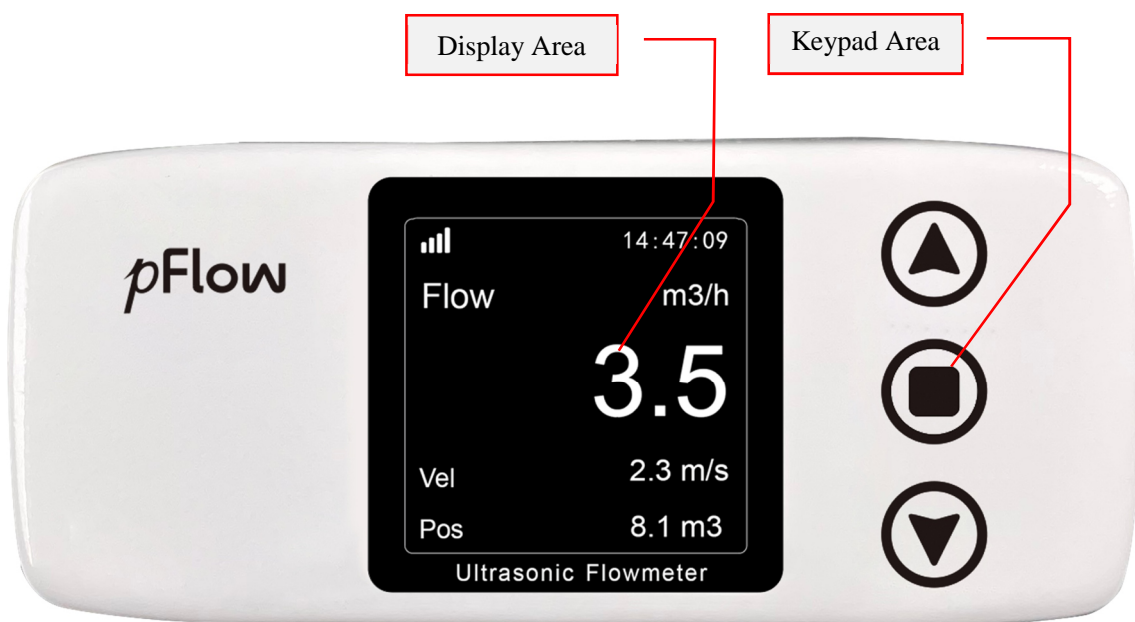 Display Area
Keypad Area
pFlow
14:47:09
Flow m3/h
3.5
Vel 2.3 m/s
Pos 8.1 m3
Ultrasonic Flowmeter